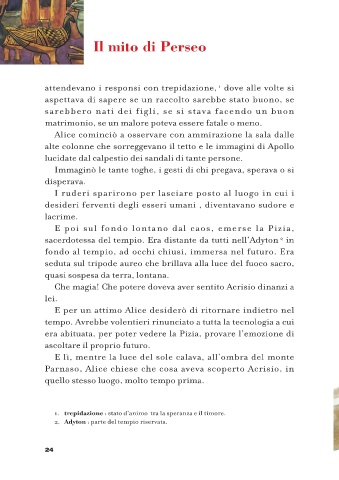 Il mito di Perseo
attendevano i responsi con trepidazione, ¹ dove alle volte si
aspettava di sapere se un raccolto sarebbe stato buono, se
sarebbero nati dei figli, se si stava facendo un buon
matrimonio, se un malore poteva essere fatale o meno.
Alice cominciò a osservare con ammirazione la sala dalle
alte colonne che sorreggevano il tetto e le immagini di Apollo
lucidate dal calpestio dei sandali di tante persone.
Immaginò le tante toghe, i gesti di chi pregava, sperava o si
disperava.
I ruderi sparirono per lasciare posto al luogo in cui i
desideri ferventi degli esseri umani , diventavano sudore e
lacrime.
E poi sul fondo lontano dal caos, emerse la Pizia,
sacerdotessa del tempio. Era distante da tutti nell'Adyton ² in
fondo al tempio, ad occhi chiusi, immersa nel futuro. Era
seduta sul tripode aureo che brillava alla luce del fuoco sacro,
quasi sospesa da terra, lontana.
Che magia! Che potere doveva aver sentito Acrisio dinanzi a
lei.
E per un attimo Alice desiderò di ritornare indietro nel
tempo. Avrebbe volentieri rinunciato a tutta la tecnologia a cui
era abituata, per poter vedere la Pizia, provare l'emozione di
ascoltare il proprio futuro.
E lì, mentre la luce del sole calava, all'ombra del monte
Parnaso, Alice chiese che cosa aveva scoperto Acrisio, in
quello stesso luogo, molto tempo prima.
1. trepidazione : stato d'animo tra la speranza e il timore.
2. Adyton : parte del tempio riservata.
24